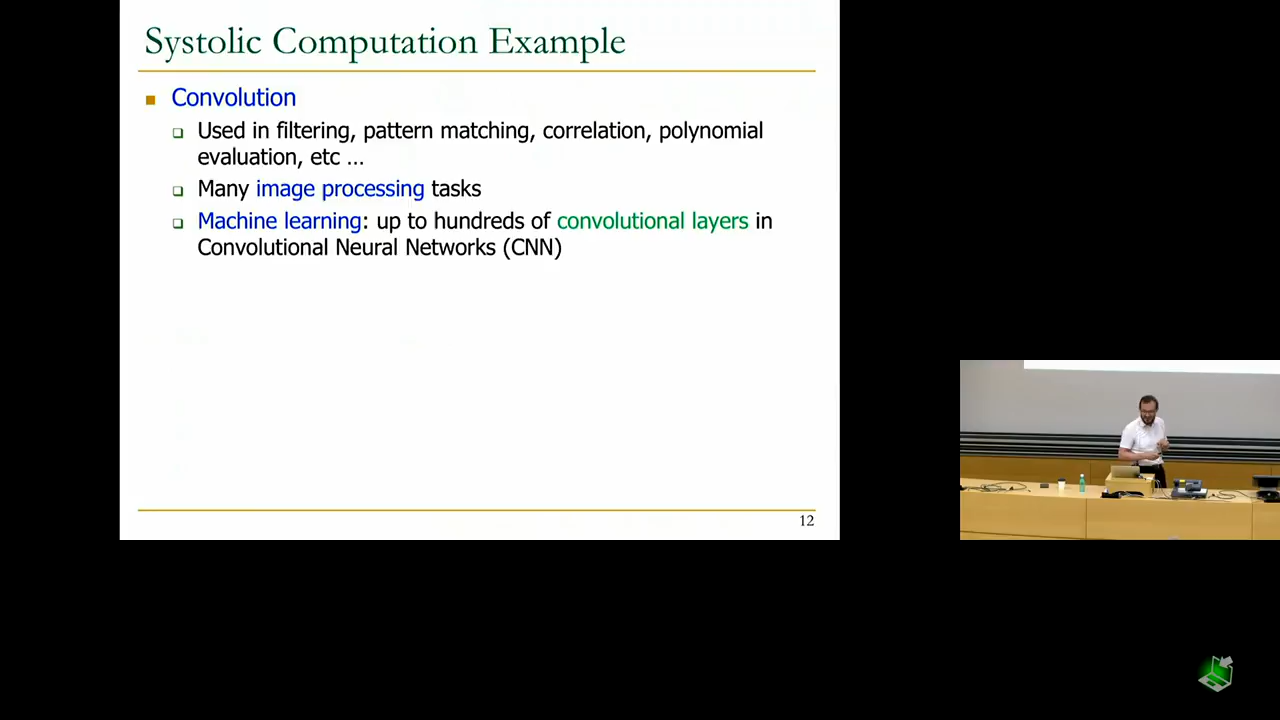 Systolic Computation Example
Convolution
Used in filtering, pattern matching, correlation, polynomial
evaluation, etc …
Many image processing tasks
Machine learning: up to hundreds of convolutional layers in
Convolutional Neural Networks (CNN)
12